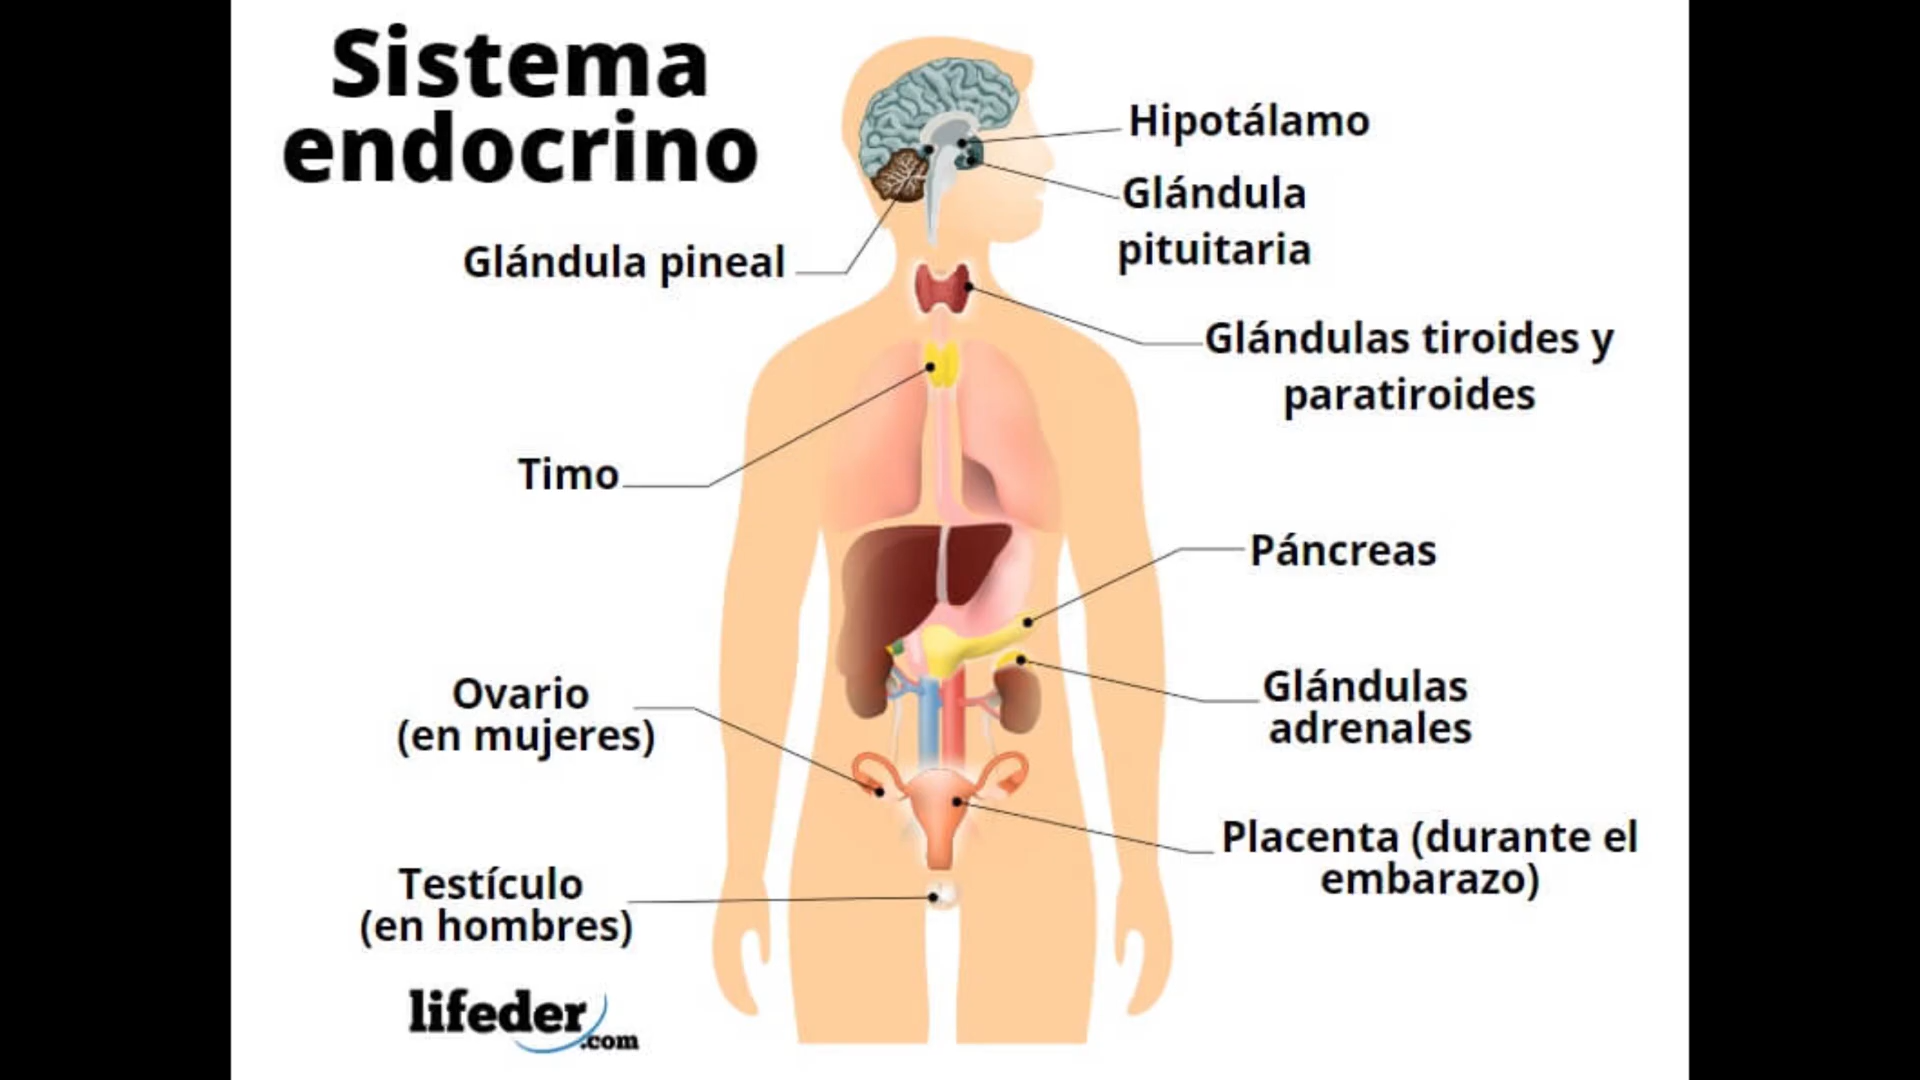 Sistema
endocrino
Hipotálamo
Glándula
pituitaria
Glándula pineal
Glándulas tiroides y
paratiroides
Timo
Páncreas
Ovario
(en mujeres)
Glándulas
adrenales
Placenta (durante el
embarazo)
Testículo
(en hombres)
lifeder
.com